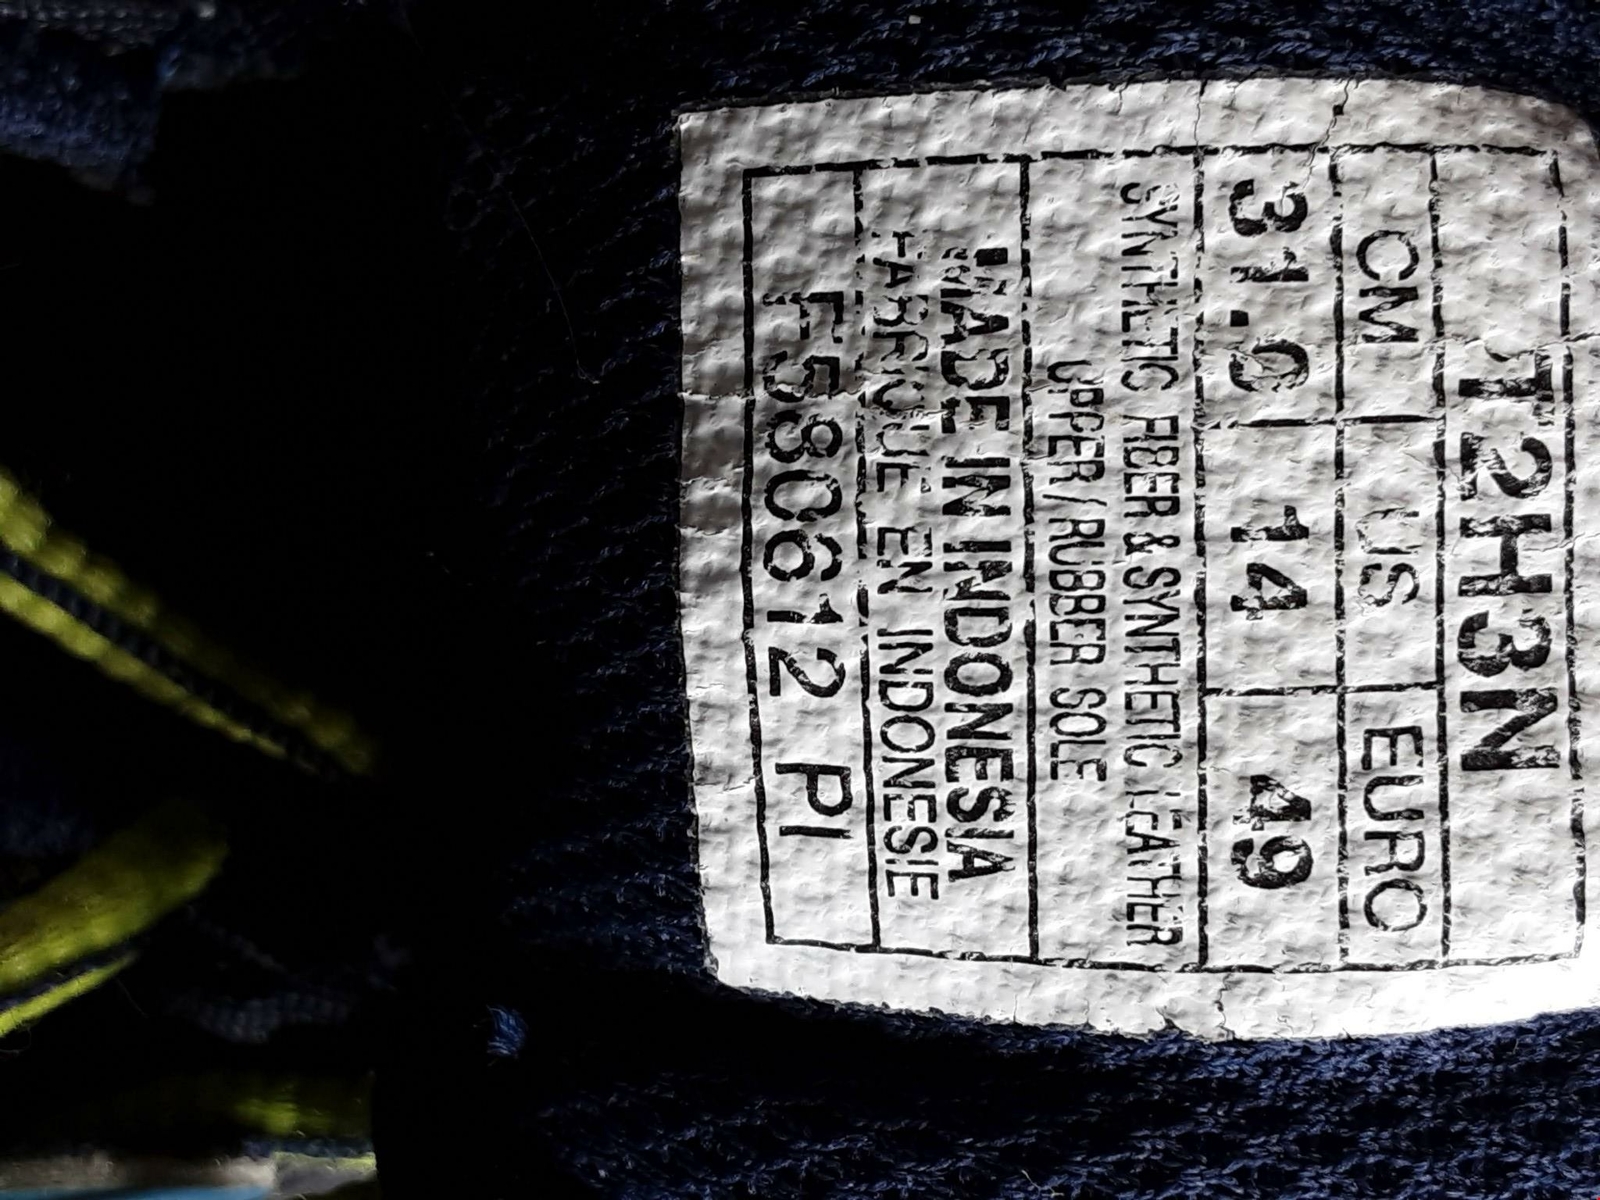 T2H3N
CM US EURO
31.0 14 49
SYNTHETIC FIBER & SYNTHETIC LEATHER
UPPER / RUBBER SOLE
MADE IN INDONESIA
FABRIQUE EN INDONESIE
F580612 PI